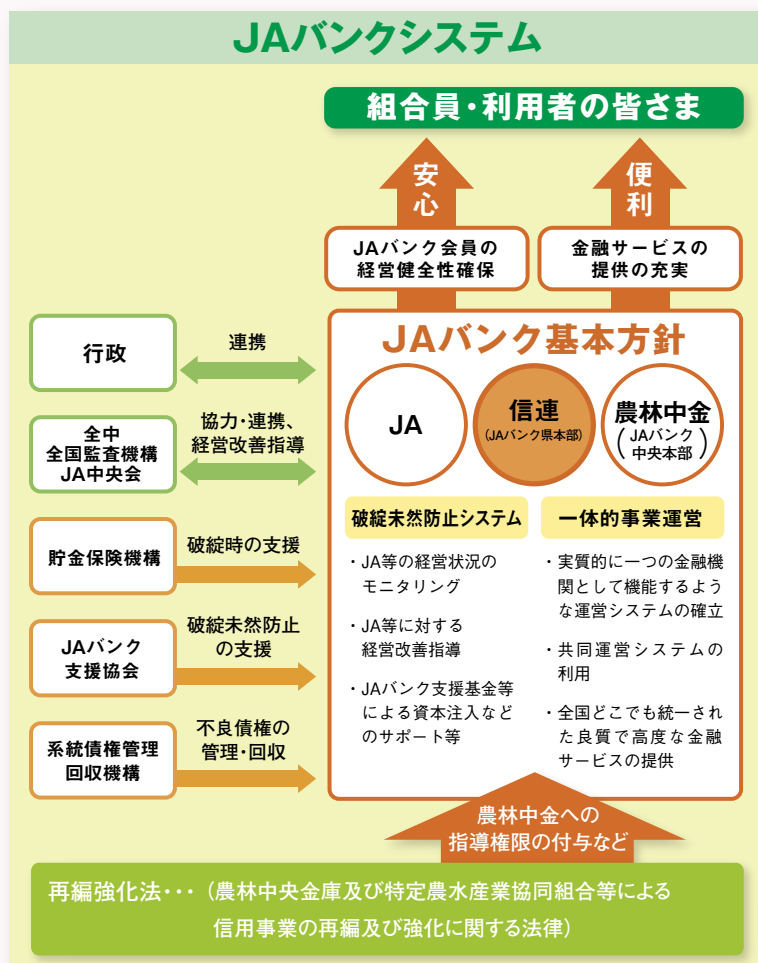 JAバンクシステム
組合員・利用者の皆さま
安心
便利
JAバンク会員の
経営健全性確保
金融サービスの
提供の充実
行政
連携
全中
全国監査機構
JA中央会
協力・連携、
経営改善指導
貯金保険機構
破綻時の支援
JAバンク
支援協会
破綻未然防止
の支援
系統債権管理
回収機構
不良債権の
管理・回収
JAバンク基本方針
JA
信連
(JAバンク県本部)
農林中金
(JAバンク
中央本部)
破綻未然防止システム
・JA等の経営状況の
モニタリング
・JA等に対する
経営改善指導
・JAバンク支援基金等
による資本注入など
のサポート等
一体的事業運営
・実質的に一つの金融機
関として機能するよう
な運営システムの確立
・共同運営システムの
利用
・全国どこでも統一され
た良質で高度な金融
サービスの提供
農林中金への
指導権限の付与など
再編強化法・・・（農林中央金庫及び特定農水産業協同組合等による
信用事業の再編及び強化に関する法律）